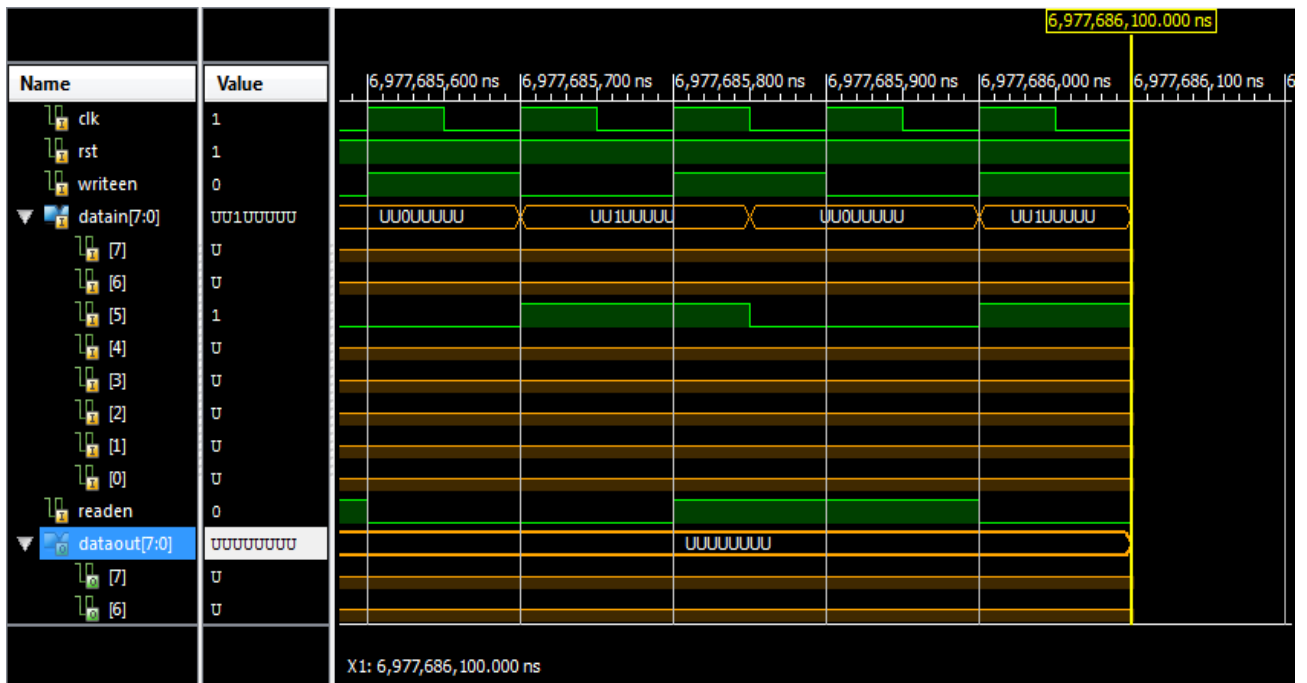 6,977,686,100.000 ns
Name Value
6,977,685,600 ns 6,977,685,700 ns 6,977,685,800 ns 6,977,685,900 ns 6,977,686,000 ns 6,977,686,100 ns 6
clk 1
rst 1
writeen 0
datain[7:0] UU1UUUUU UU0UUUUU UU1UUUUU UU0UUUUU UU1UUUUU
[7] U
[6] U
[5] 1
[4] U
[3] U
[2] U
[1] U
[0] U
readen 0
dataout[7:0] UUUUUUUU UUUUUUUU
[7] U
[6] U
X1: 6,977,686,100.000 ns